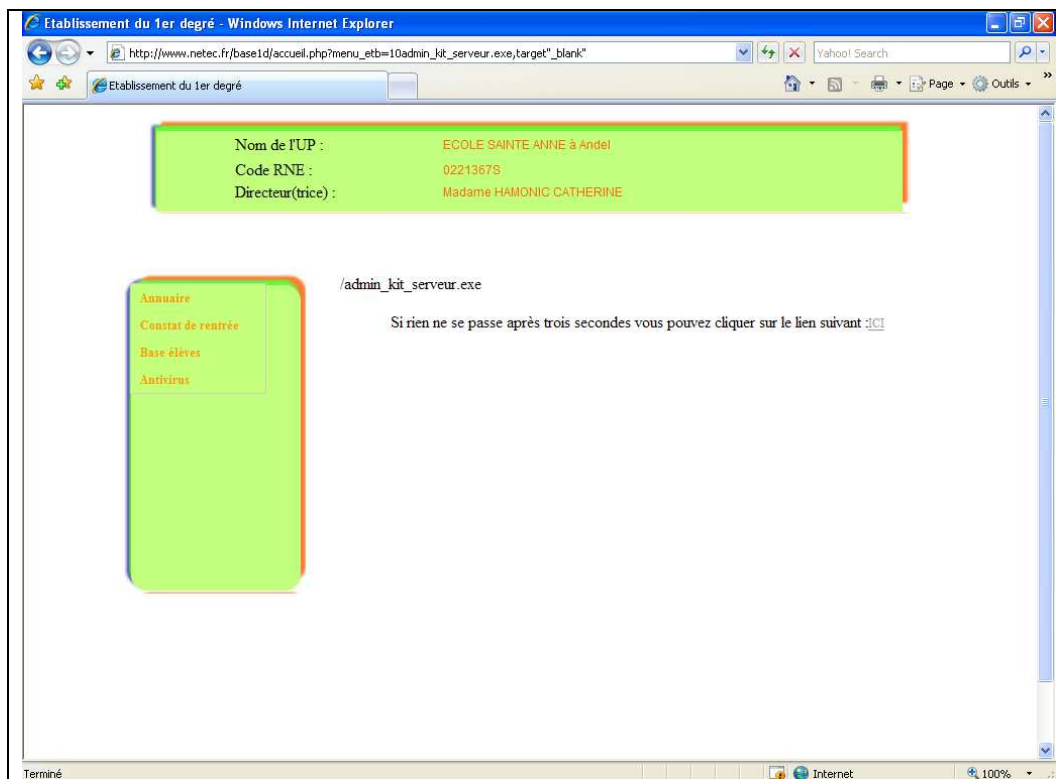 Etablissement du 1er degré - Windows Internet Explorer
http://www.netec.fr/base1d/accueil.php?menu_etb=10admin_kit_serveur.exe,target"_blank"
Yahoo! Search
Etablissement du 1er degré
Page
Outils
»
Nom de l'UP : ECOLE SAINTE ANNE à Andel
Code RNE : 0221367S
Directeur(trice) : Madame HAMONIC CATHERINE
/admin_kit_serveur.exe
Si rien ne se passe après trois secondes vous pouvez cliquer sur le lien suivant :ICI
Annuaire
Constat de rentrée
Base élèves
Antivirus
Terminé
Internet
100%